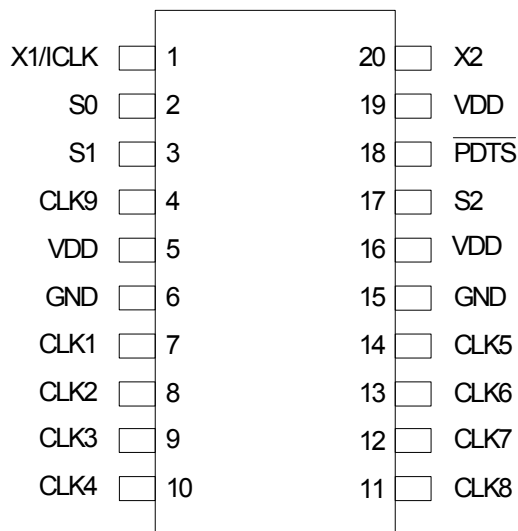 X1/ICLK 1 20 X2
S0 2 19 VDD
S1 3 18 PDTS
CLK9 4 17 S2
VDD 5 16 VDD
GND 6 15 GND
CLK1 7 14 CLK5
CLK2 8 13 CLK6
CLK3 9 12 CLK7
CLK4 10 11 CLK8